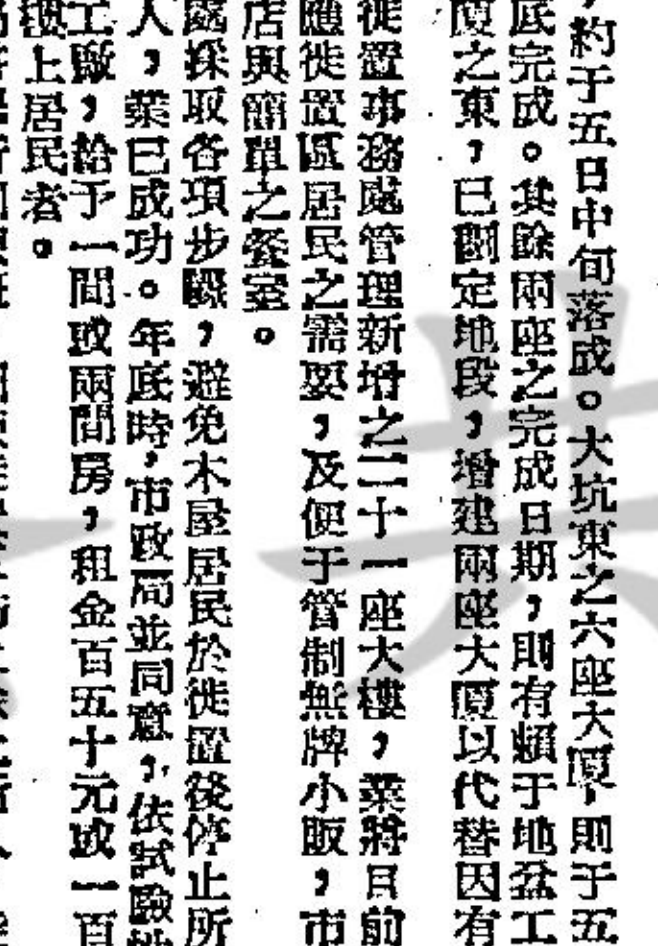 ，約于五日中旬落成。大坑東之六座大廈，則于五
底完成。其餘兩座之完成日期，則有賴于地盆工
廈之東，已劃定地段，增建兩座大廈以代替因有
徙置事務處管理新增之二十一座大樓，業將目前
應徙置區居民之需要，及便于管制無牌小販，市
店與簡單之餐室。
處採取各項步驟，避免木屋居民於徙置後停止所
人，業已成功。年底時，市政局並同意，依試驗性
工廠，給予一間或兩間房，租金百五十元或一百
樓上居民者。